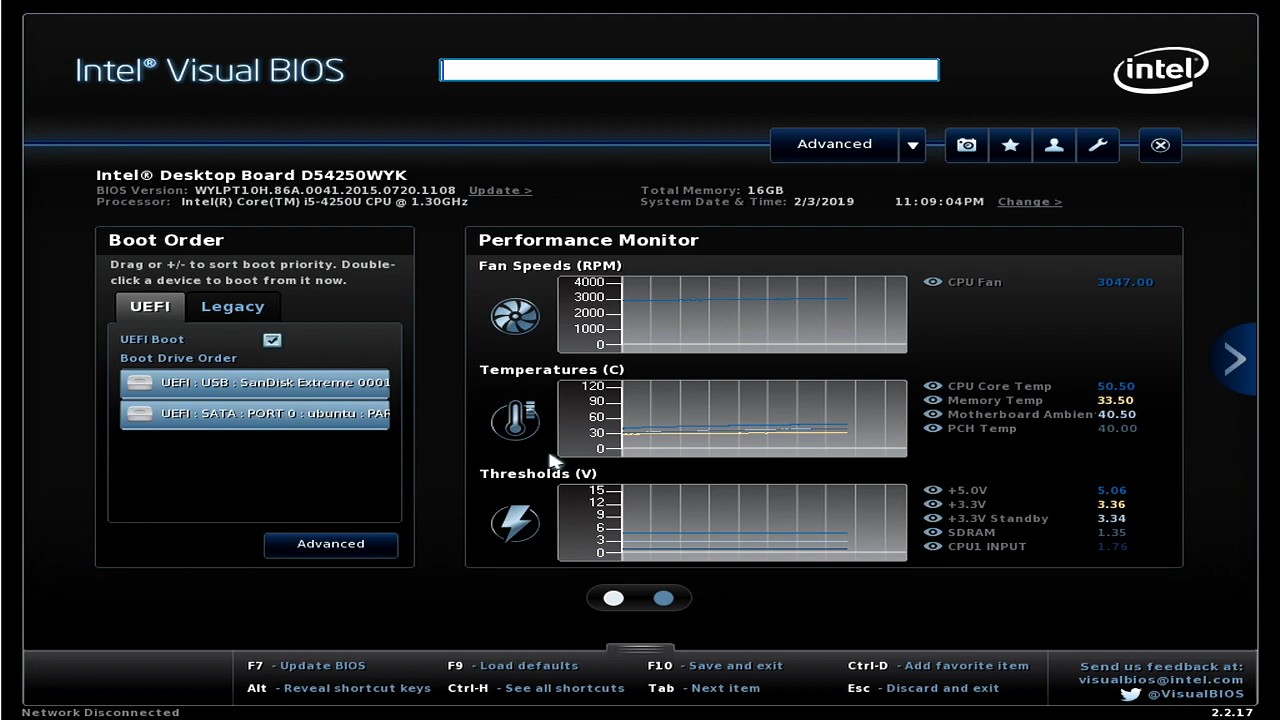 Intel® Visual BIOS
intel
Advanced
Intel® Desktop Board D54250WYK
BIOS Version: WYLPT10H.86A.0041.2015.0720.1108 Update >
Processor: Intel(R) Core(TM) i5-4250U CPU @ 1.30GHz
Total Memory: 16GB
System Date & Time: 2/3/2019 11:09:04PM Change >
Boot Order
Drag or +/- to sort boot priority. Double-
click a device to boot from it now.
UEFI Legacy
UEFI Boot
Boot Drive Order
UEFI : USB : SanDisk Extreme 0001
UEFI : SATA : PORT 0 : ubuntu : PAR
Advanced
Performance Monitor
Fan Speeds (RPM)
4000
3000
2000
1000
0
CPU Fan 3047.00
Temperatures (C)
120
90
60
30
0
CPU Core Temp 50.50
Memory Temp 33.50
Motherboard Ambien 40.50
PCH Temp 40.00
Thresholds (V)
15
12
9
6
3
0
+5.0V 5.06
+3.3V 3.36
+3.3V Standby 3.34
SDRAM 1.35
CPU1 INPUT 1.76
F7 - Update BIOS F9 - Load defaults F10 - Save and exit Ctrl-D - Add favorite item
Alt - Reveal shortcut keys Ctrl-H - See all shortcuts Tab - Next item Esc - Discard and exit
Send us feedback at:
visualbios@intel.com
@VisualBIOS
Network Disconnected 2.2.17